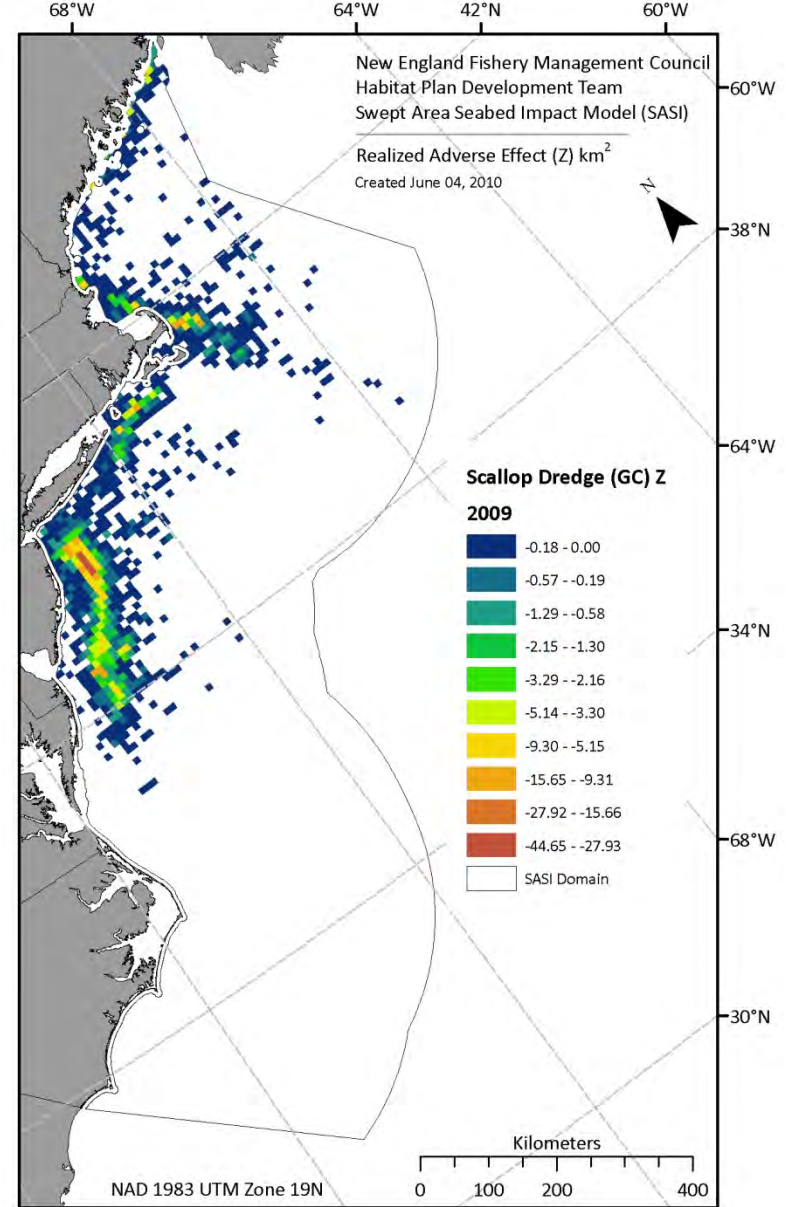 68°W
64°W
42°N
60°W
New England Fishery Management Council
Habitat Plan Development Team
Swept Area Seabed Impact Model (SASI)
Realized Adverse Effect (Z) km²
Created June 04, 2010
60°W
N
38°N
64°W
Scallop Dredge (GC) Z
2009
-0.18 - 0.00
-0.57 - -0.19
-1.29 - -0.58
-2.15 - -1.30
-3.29 - -2.16
-5.14 - -3.30
-9.30 - -5.15
-15.65 - -9.31
-27.92 - -15.66
-44.65 - -27.93
SASI Domain
34°N
68°W
30°N
Kilometers
0 100 200 400
NAD 1983 UTM Zone 19N